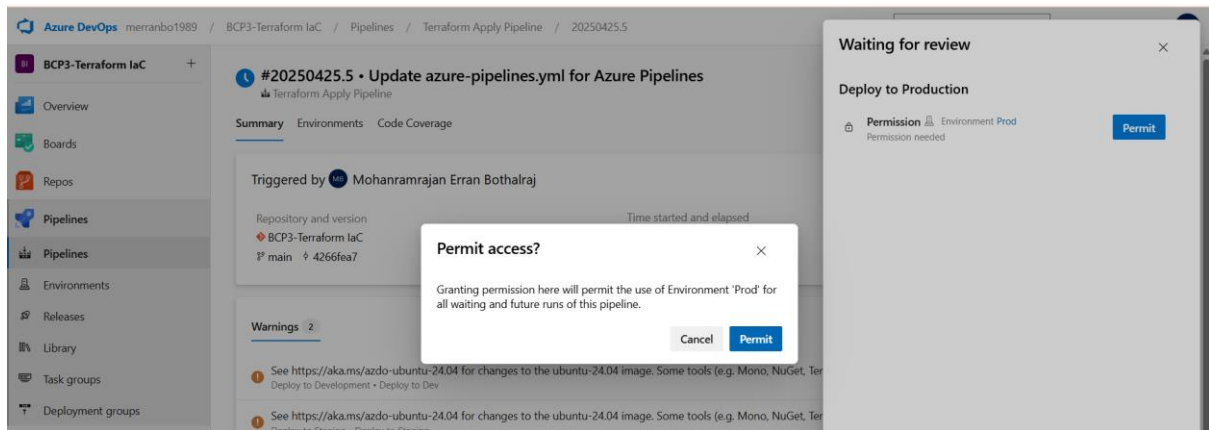 Azure DevOps merranbo1989 / BCP3-Terraform IaC / Pipelines / Terraform Apply Pipeline / 20250425.5
BI BCP3-Terraform IaC +
Overview
Boards
Repos
Pipelines
Pipelines
Environments
Releases
Library
Task groups
Deployment groups
#20250425.5 • Update azure-pipelines.yml for Azure Pipelines
Terraform Apply Pipeline
Summary Environments Code Coverage
Triggered by MB Mohanramrajan Erran Bothalraj
Repository and version
Time started and elapsed
BCP3-Terraform IaC
main 4266fea7
Warnings 2
See https://aka.ms/azdo-ubuntu-24.04 for changes to the ubuntu-24.04 image. Some tools (e.g. Mono, NuGet, Ter
Deploy to Development • Deploy to Dev
See https://aka.ms/azdo-ubuntu-24.04 for changes to the ubuntu-24.04 image. Some tools (e.g. Mono, NuGet, Ter
Permit access?
Granting permission here will permit the use of Environment 'Prod' for
all waiting and future runs of this pipeline.
Cancel Permit
Waiting for review
Deploy to Production
Permission Environment Prod
Permission needed
Permit